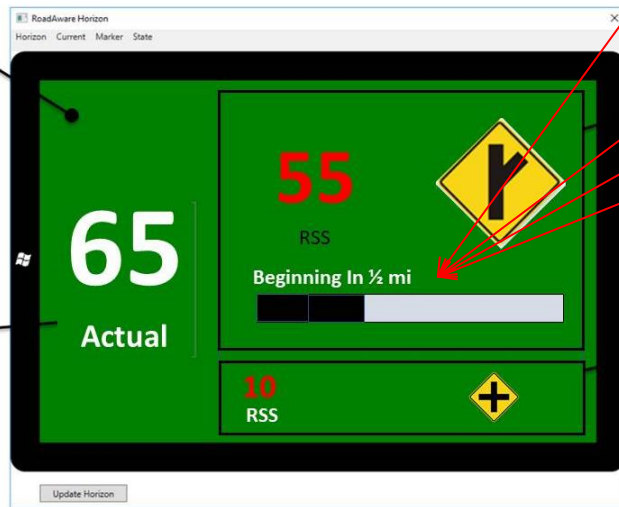 RoadAware Horizon
Horizon Current Marker State
55
RSS
65
Actual
Beginning In ½ mi
10
RSS
Update Horizon